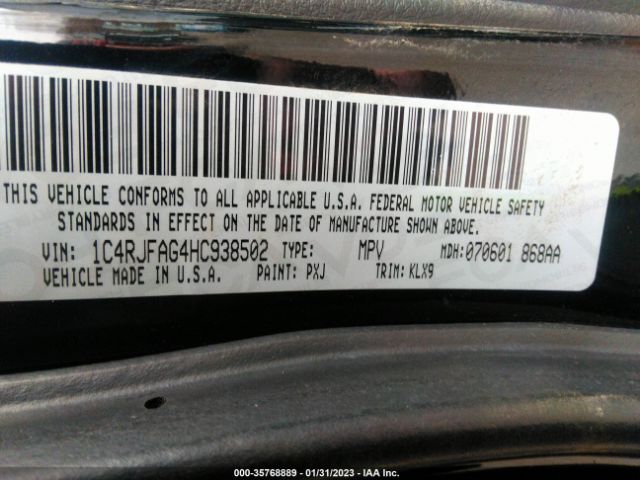 THIS VEHICLE CONFORMS TO ALL APPLICABLE U.S.A. FEDERAL MOTOR VEHICLE SAFETY
STANDARDS IN EFFECT ON THE DATE OF MANUFACTURE SHOWN ABOVE.
VIN: 1C4RJFAG4HC938502 TYPE: MPV MDH:070601 868AA
VEHICLE MADE IN U.S.A. PAINT: PXJ TRIM: KLX9
000-35768889 - 01/31/2023 - IAA Inc.